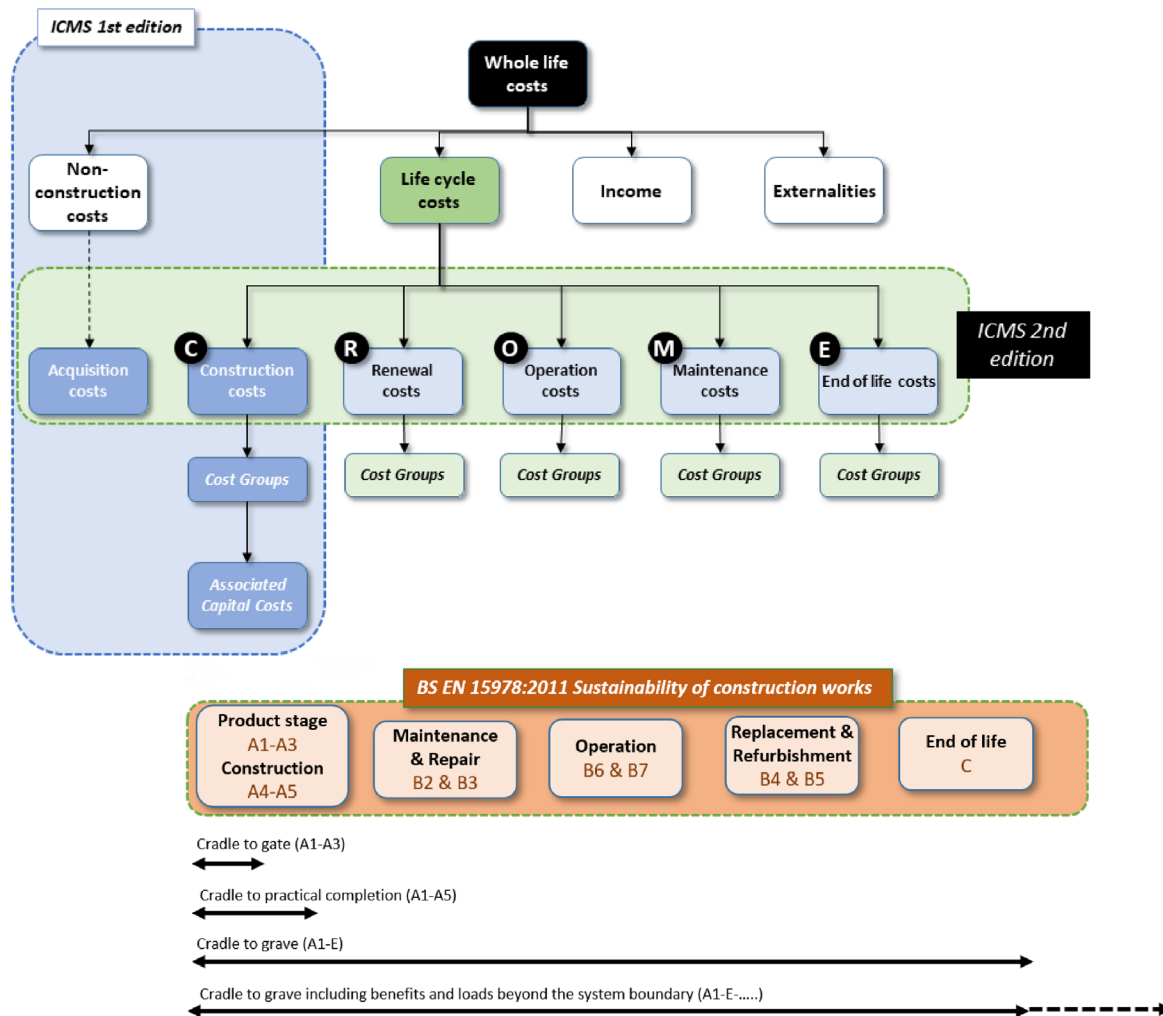 ICMS 1st edition
Whole life
costs
Non-
construction
costs
Life cycle
costs
Income
Externalities
ICMS 2nd
edition
C
R
O
M
E
Acquisition
costs
Construction
costs
Renewal
costs
Operation
costs
Maintenance
costs
End of life costs
Cost Groups
Cost Groups
Cost Groups
Cost Groups
Cost Groups
Associated
Capital Costs
BS EN 15978:2011 Sustainability of construction works
Product stage
A1-A3
Construction
A4-A5
Maintenance
& Repair
B2 & B3
Operation
B6 & B7
Replacement &
Refurbishment
B4 & B5
End of life
C
Cradle to gate (A1-A3)
Cradle to practical completion (A1-A5)
Cradle to grave (A1-E)
Cradle to grave including benefits and loads beyond the system boundary (A1-E-.....)